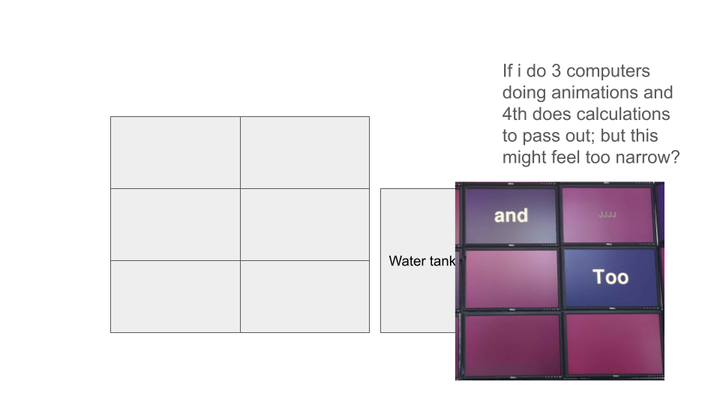 If i do 3 computers
doing animations and
4th does calculations
to pass out; but this
might feel too narrow?
and
JJJJ
Water tank
Too